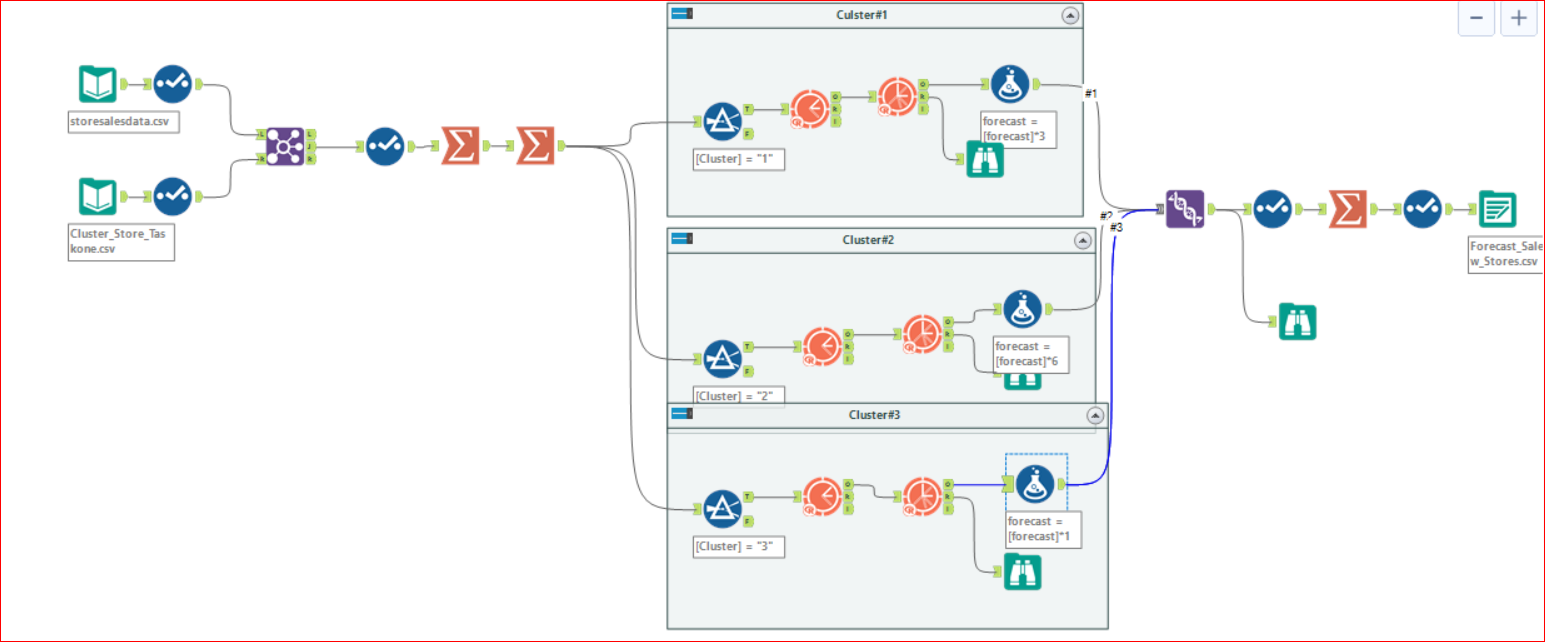 Culster#1
storesalesdata.csv
Cluster_Store_Tas
kone.csv
[Cluster] = "1"
forecast =
[forecast]*3
#1
Cluster#2
[Cluster] = "2"
forecast =
[forecast]*6
#2
#3
Cluster#3
[Cluster] = "3"
forecast =
[forecast]*1
Forecast_Sale
w_Stores.csv
L
R
L
J
R
T
F
O
R
I
O
R
I
T
F
O
R
I
O
R
I
T
F
O
R
I
O
R
I